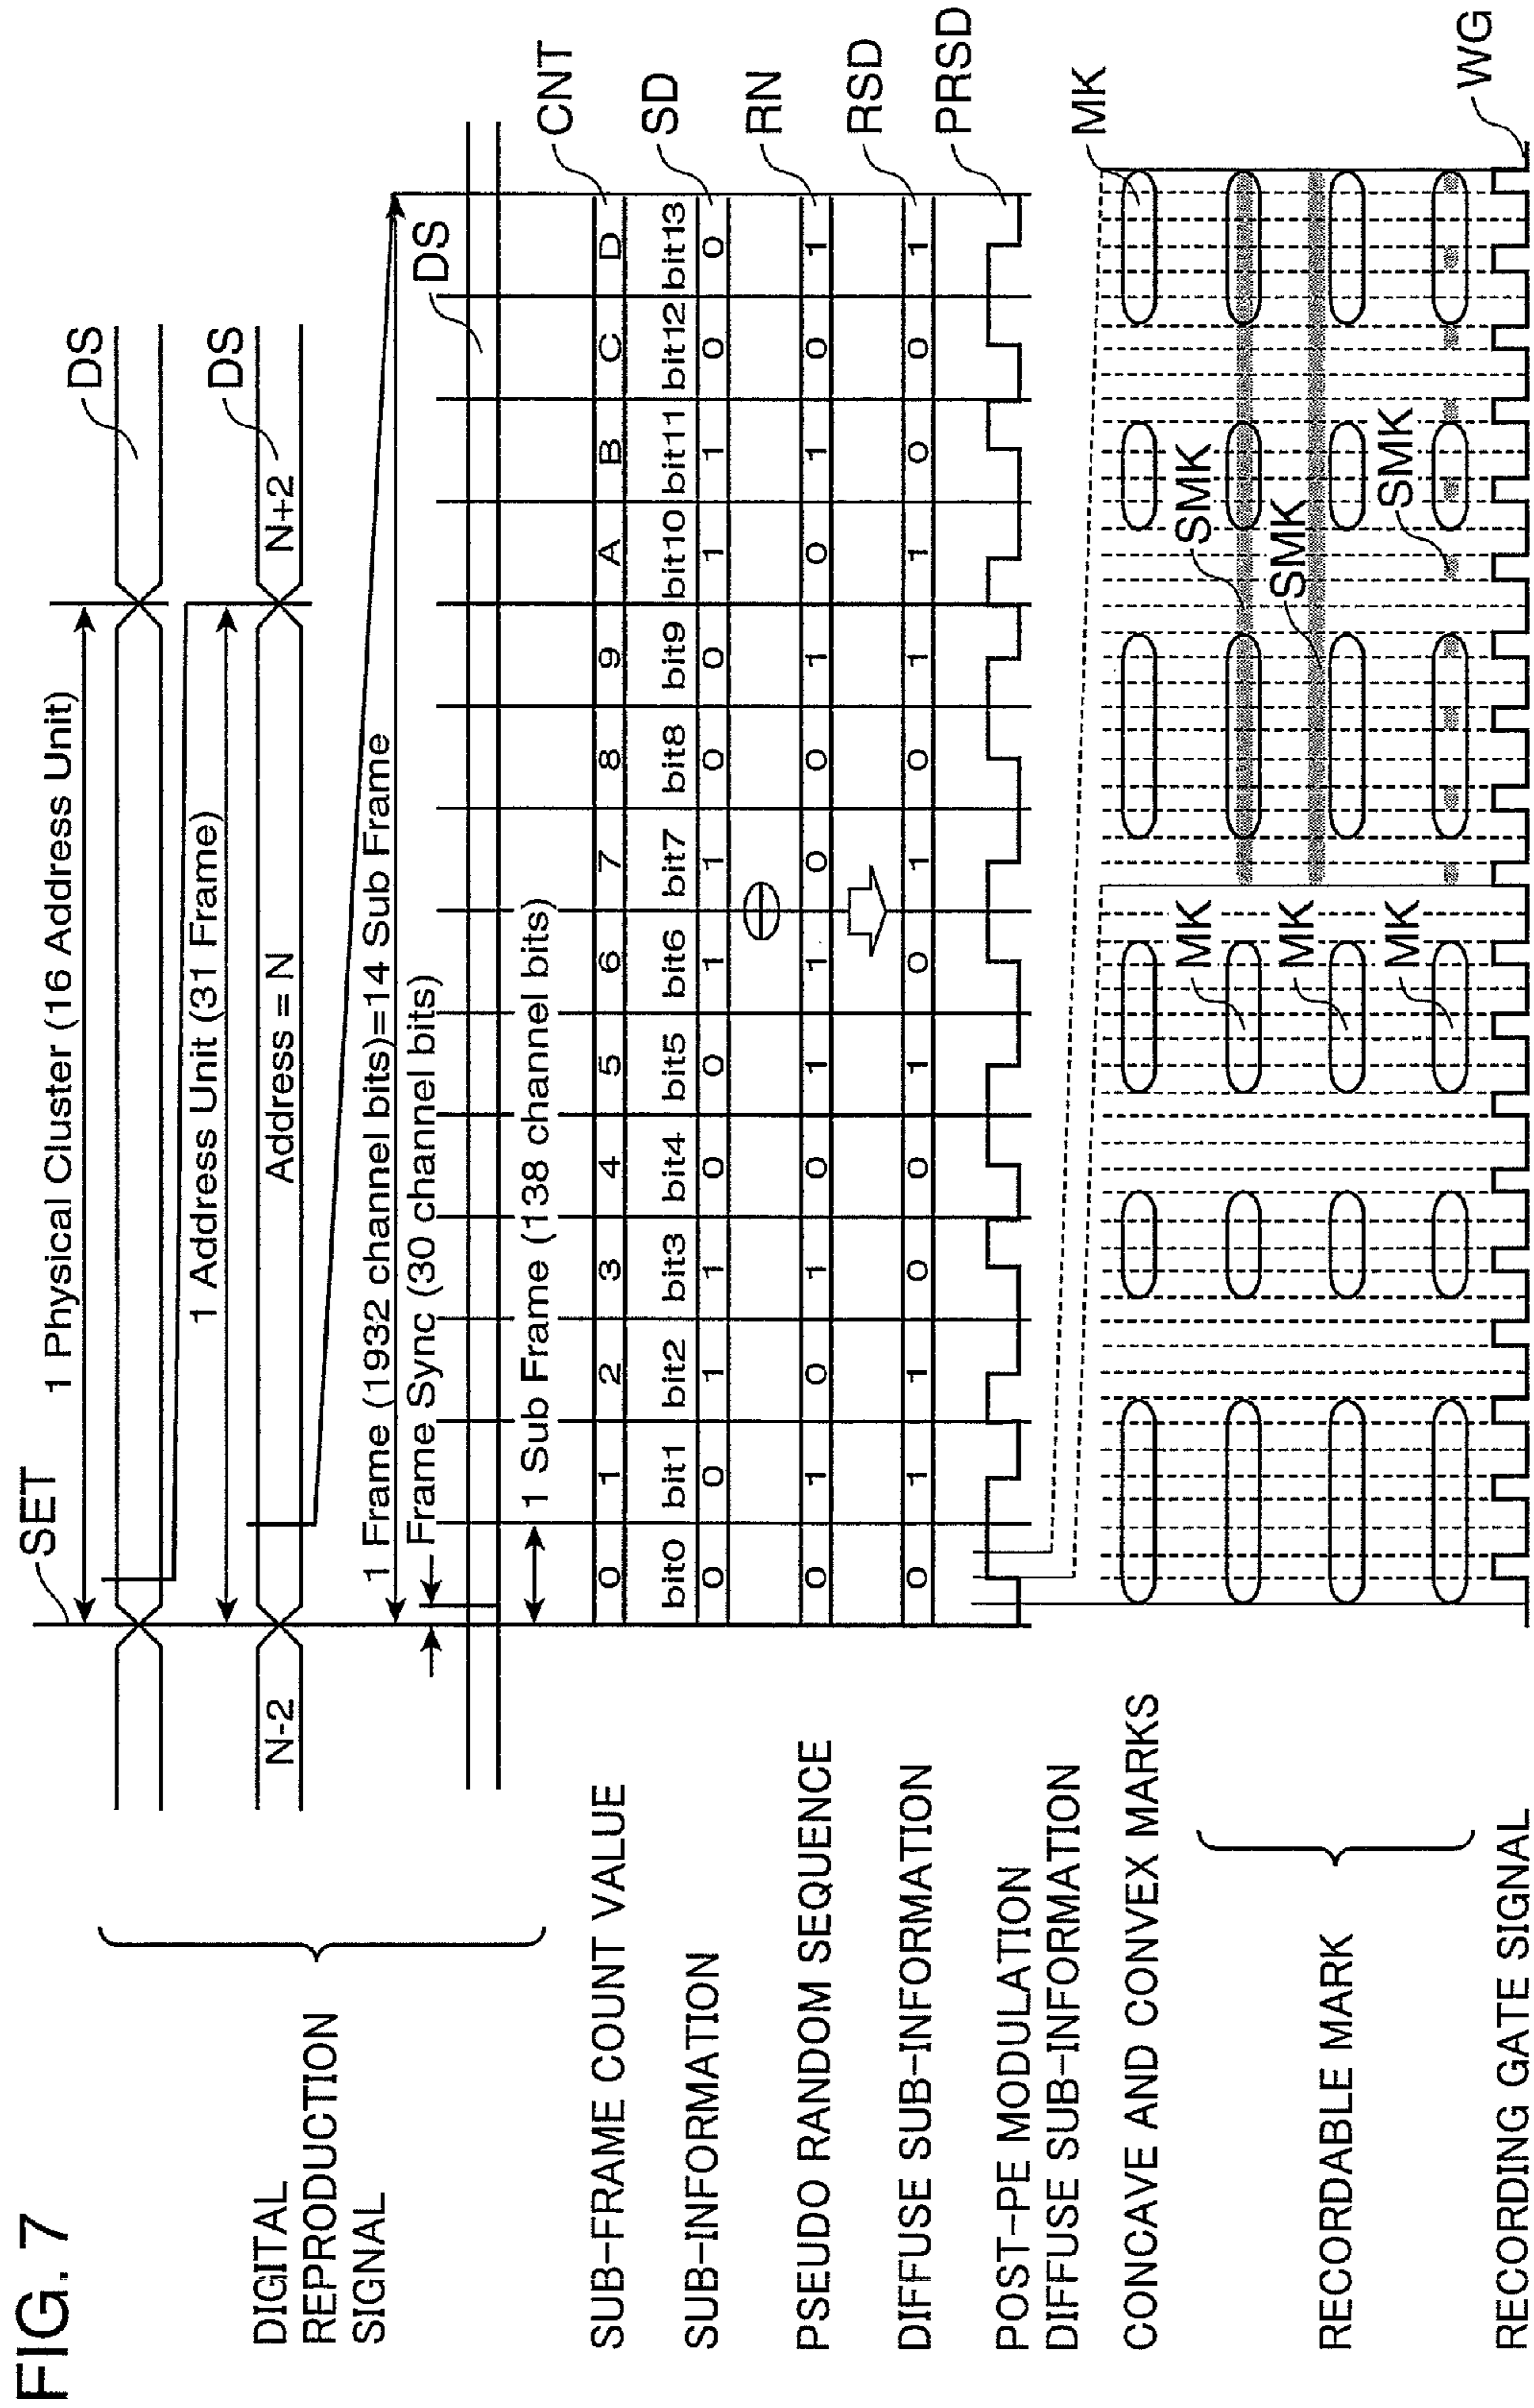 FIG. 7
SET
1 Physical Cluster (16 Address Unit)
DS
1 Address Unit (31 Frame)
DIGITAL
REPRODUCTION
SIGNAL
N-2
Address = N
N+2
DS
1 Frame (1932 channel bits)=14 Sub Frame
Frame Sync (30 channel bits)
DS
1 Sub Frame (138 channel bits)
SUB-FRAME COUNT VALUE
0 1 2 3 4 5 6 7 8 9 A B C D
CNT
bit0 bit1 bit2 bit3 bit4 bit5 bit6 bit7 bit8 bit9 bit10 bit11 bit12 bit13
SUB-INFORMATION
0 0 1 1 0 0 1 1 0 0 1 1 0 0
SD
PSEUDO RANDOM SEQUENCE
0 1 0 1 0 1 1 0 0 1 0 1 0 1
RN
DIFFUSE SUB-INFORMATION
0 1 1 0 0 1 0 1 0 1 1 0 0 1
RSD
POST-PE MODULATION
DIFFUSE SUB-INFORMATION
PRSD
CONCAVE AND CONVEX MARKS
MK
RECORDABLE MARK
MK
SMK
MK
SMK
MK
SMK
RECORDING GATE SIGNAL
WG